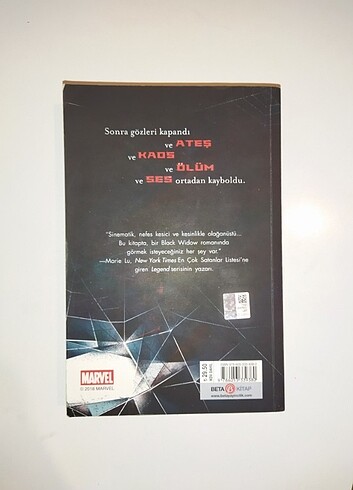 Sonra gözleri kapandı
ve ATEŞ
ve KAOS
ve ÖLÜM
ve SES ortadan kayboldu.
"Sinematik, nefes kesici ve kesinlikle olağanüstü...
Bu kitapta, bir Black Widow romanında
görmek isteyeceğiniz her şey var."
—Marie Lu, New York Times En Çok Satanlar Listesi'ne
giren Legend serisinin yazarı.
MARVEL
© 2016 MARVEL
29.50
BETA KİTAP